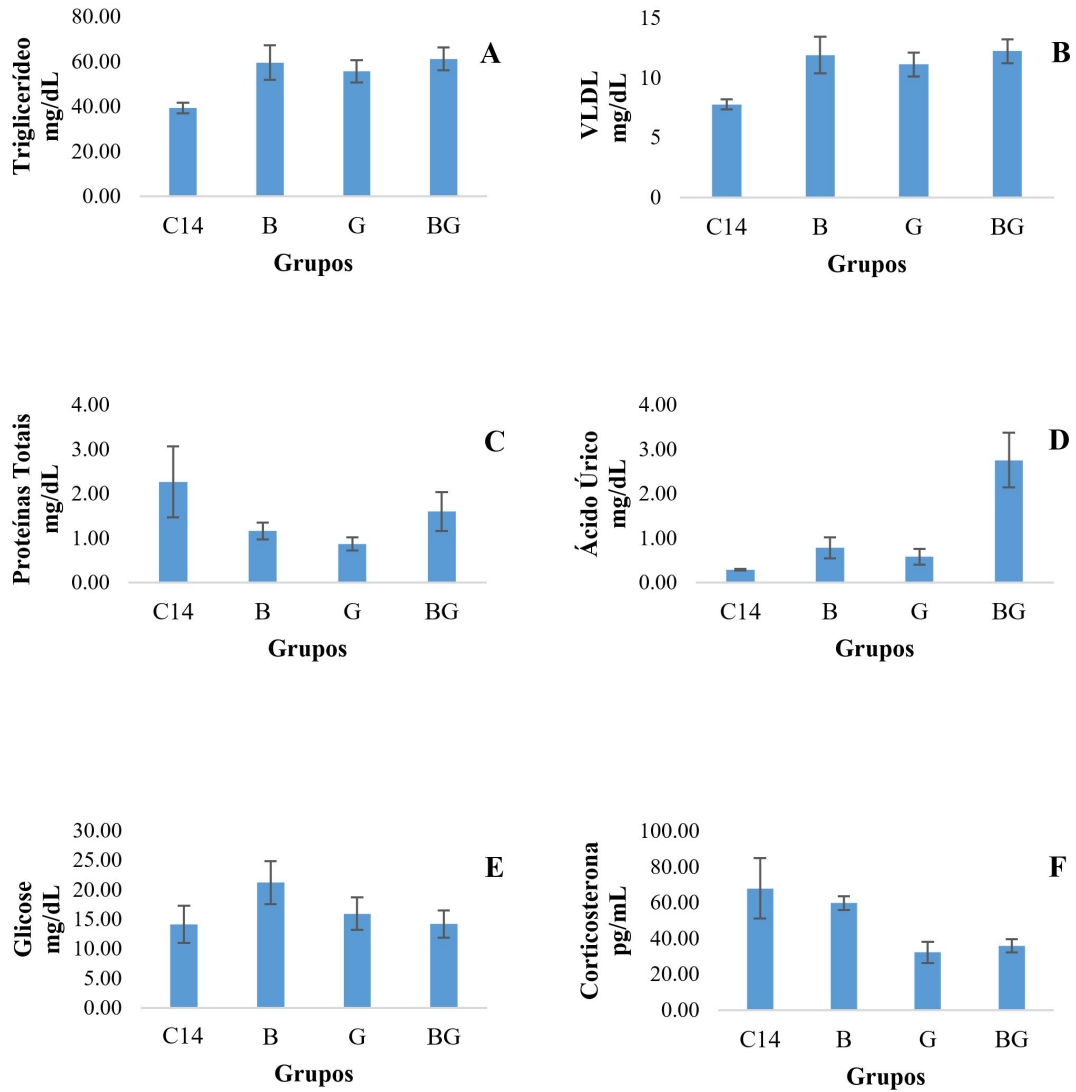 80.00
60.00
40.00
20.00
0.00
Triglicerídeo
mg/dL
A
C14 B G BG
Grupos
15
10
5
0
VLDL
mg/dL
B
C14 B G BG
Grupos
4.00
3.00
2.00
1.00
0.00
Proteínas Totais
mg/dL
C
C14 B G BG
Grupos
4.00
3.00
2.00
1.00
0.00
Ácido Úrico
mg/dL
D
C14 B G BG
Grupos
30.00
25.00
20.00
15.00
10.00
5.00
0.00
Glicose
mg/dL
E
C14 B G BG
Grupos
100.00
80.00
60.00
40.00
20.00
0.00
Corticosterona
pg/mL
F
C14 B G BG
Grupos